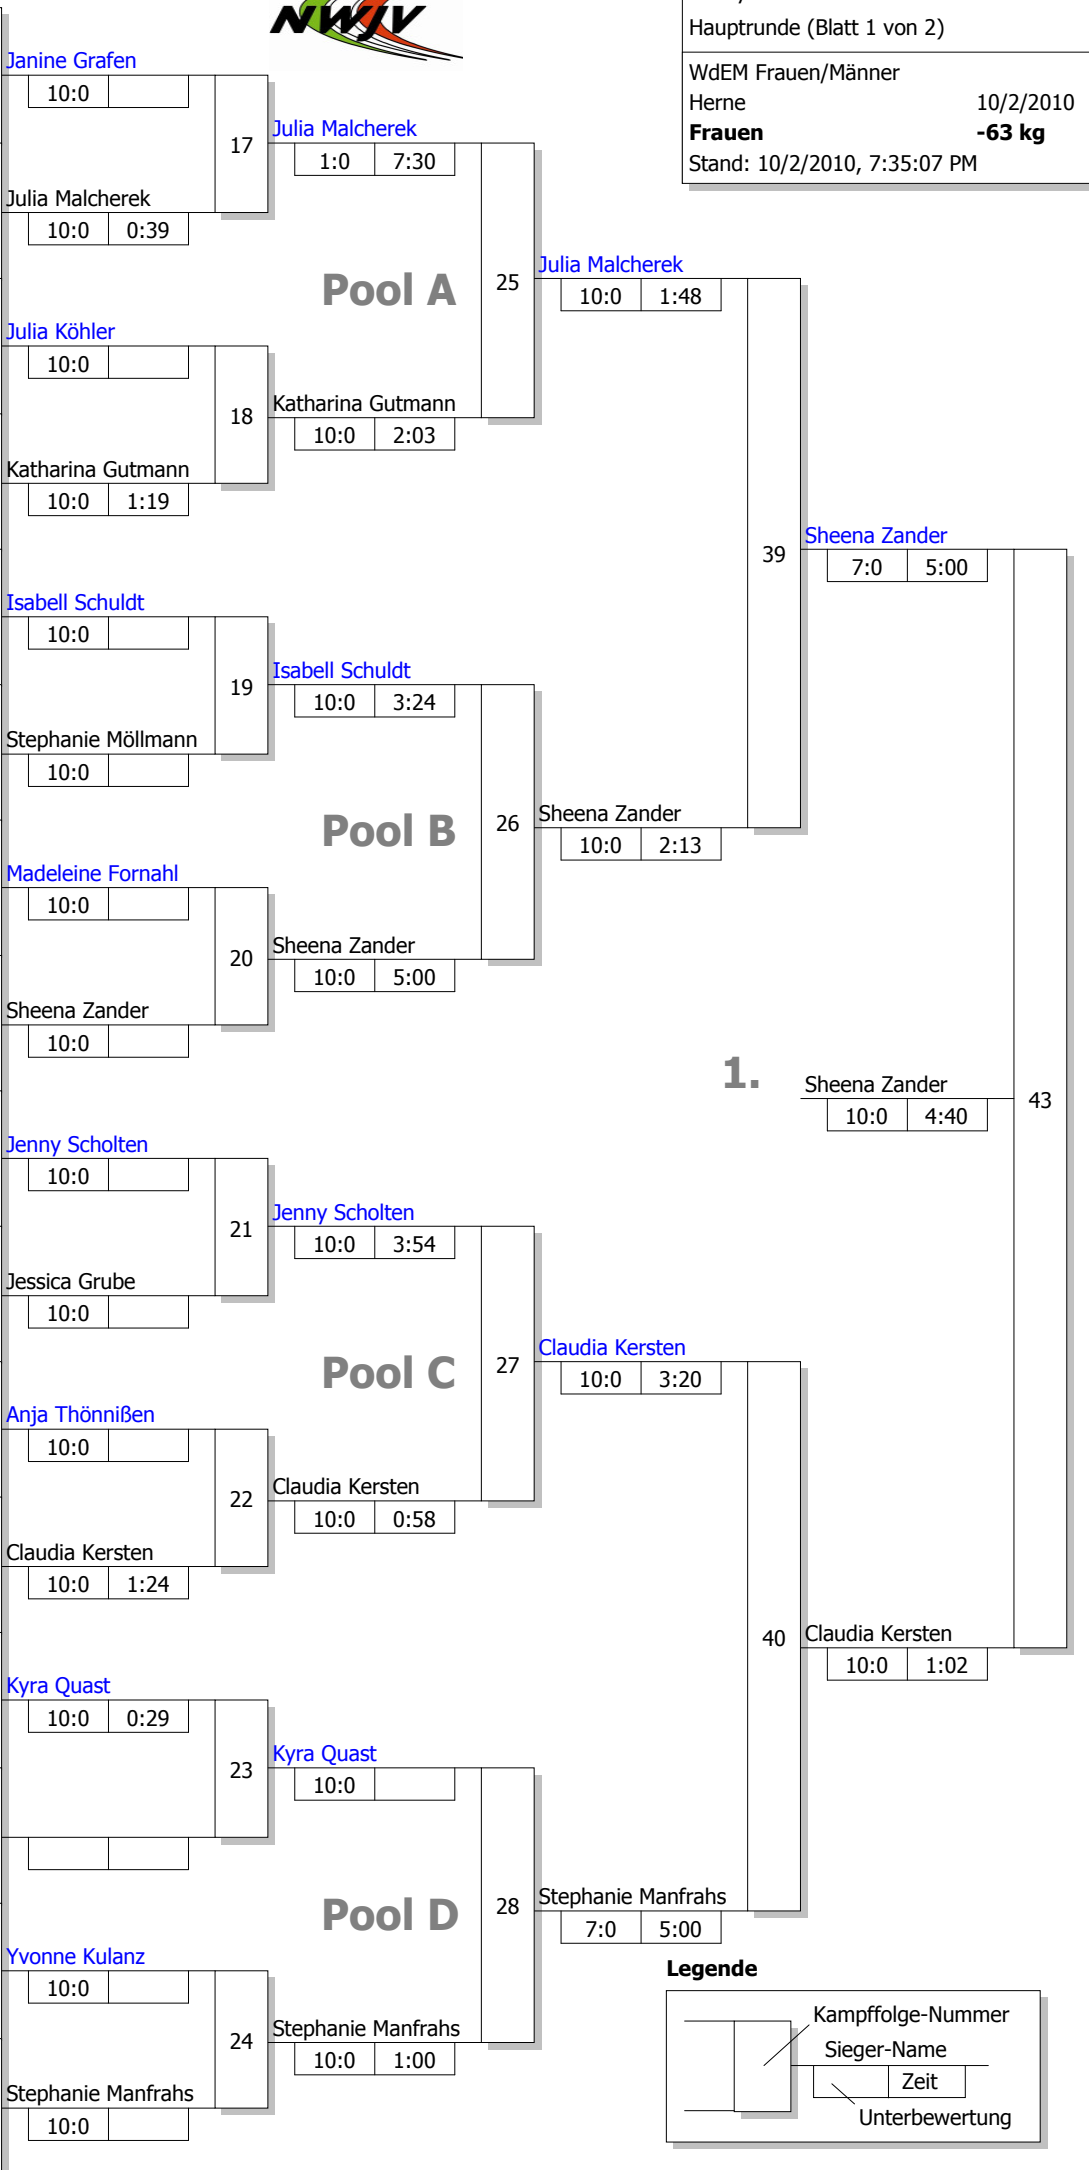 NWJV
Hauptrunde (Blatt 1 von 2)
WdEM Frauen/Männer
Herne 10/2/2010
Frauen -63 kg
Stand: 10/2/2010, 7:35:07 PM
Janine Grafen
10:0
17
Julia Malcherek
1:0 7:30
Julia Malcherek
10:0 0:39
Pool A
25
Julia Malcherek
10:0 1:48
Julia Köhler
10:0
18
Katharina Gutmann
10:0 2:03
Katharina Gutmann
10:0 1:19
39
Sheena Zander
7:0 5:00
Isabell Schuldt
10:0
19
Isabell Schuldt
10:0 3:24
Stephanie Möllmann
10:0
Pool B
26
Sheena Zander
10:0 2:13
Madeleine Fornahl
10:0
20
Sheena Zander
10:0 5:00
Sheena Zander
10:0
1.
Sheena Zander
10:0 4:40
43
Jenny Scholten
10:0
21
Jenny Scholten
10:0 3:54
Jessica Grube
10:0
Pool C
27
Claudia Kersten
10:0 3:20
Anja Thönnißen
10:0
22
Claudia Kersten
10:0 0:58
Claudia Kersten
10:0 1:24
40
Claudia Kersten
10:0 1:02
Kyra Quast
10:0 0:29
23
Kyra Quast
10:0
Pool D
28
Stephanie Manfrahs
7:0 5:00
Yvonne Kulanz
10:0
24
Stephanie Manfrahs
10:0 1:00
Stephanie Manfrahs
10:0
Legende
Kampffolge-Nummer
Sieger-Name
Zeit
Unterbewertung